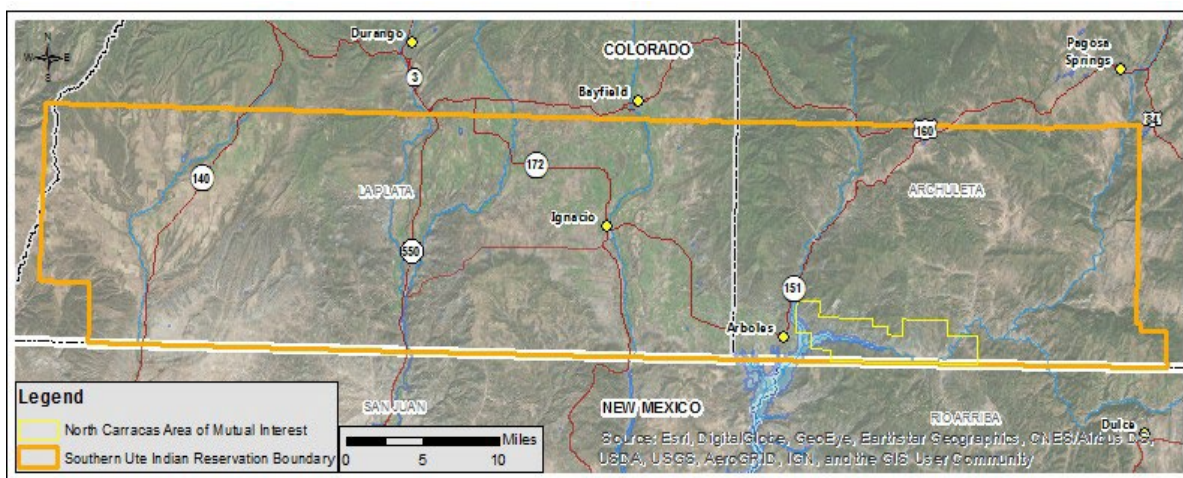 Durango
COLORADO
Pagosa
Springs
N
W E
S
3
Bayfield
84
160
172
140
LA PLATA
ARCHULETA
Ignacio
550
151
Arboles
Legend
North Carracas Area of Mutual Interest
Southern Ute Indian Reservation Boundary
SAN JUAN
NEW MEXICO
RIO ARRIBA
Dulce
Miles
0 5 10
Source: Esri, DigitalGlobe, GeoEye, Earthstar Geographics, CNES/Airbus DS,
USDA, USGS, AeroGRID, IGN, and the GIS User Community